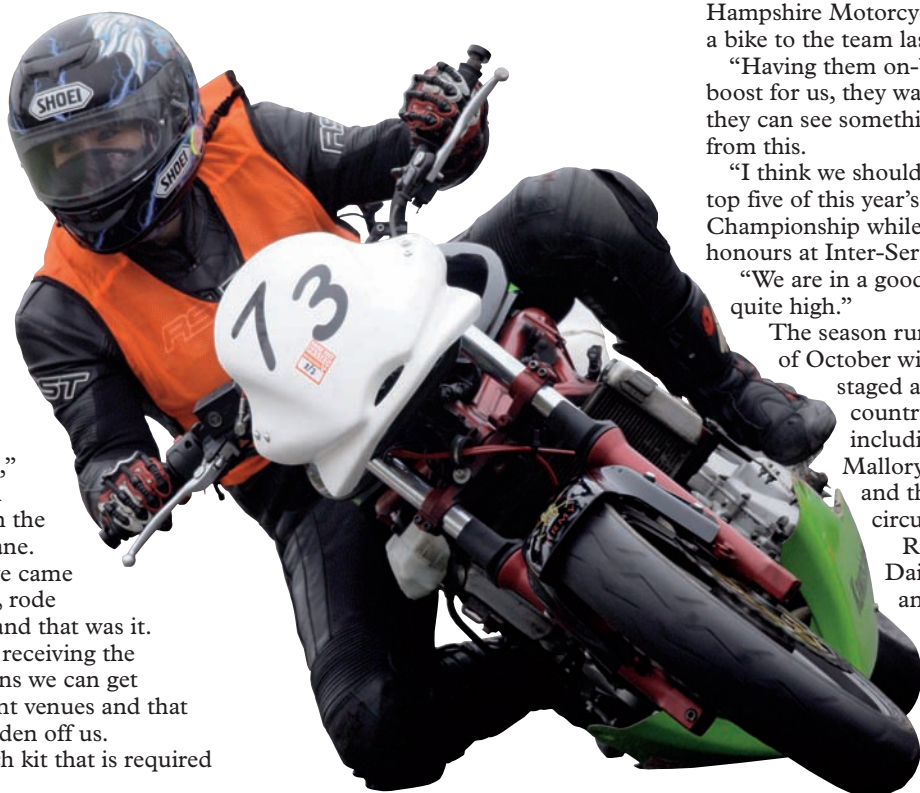 ,”
n the
ane.
e came
, rode
and that was it.
receiving the
ns we can get
nt venues and that
den off us.
h kit that is required
SHOEI
SHOEI
RST
73
ARMY
Hampshire Motorcy
a bike to the team las
“Having them on-
boost for us, they wa
they can see somethi
from this.
“I think we should
top five of this year’s
Championship while
honours at Inter-Ser
“We are in a good
quite high.”
The season run
of October wi
staged a
countr
includi
Mallory
and th
circu
R
Dai
an